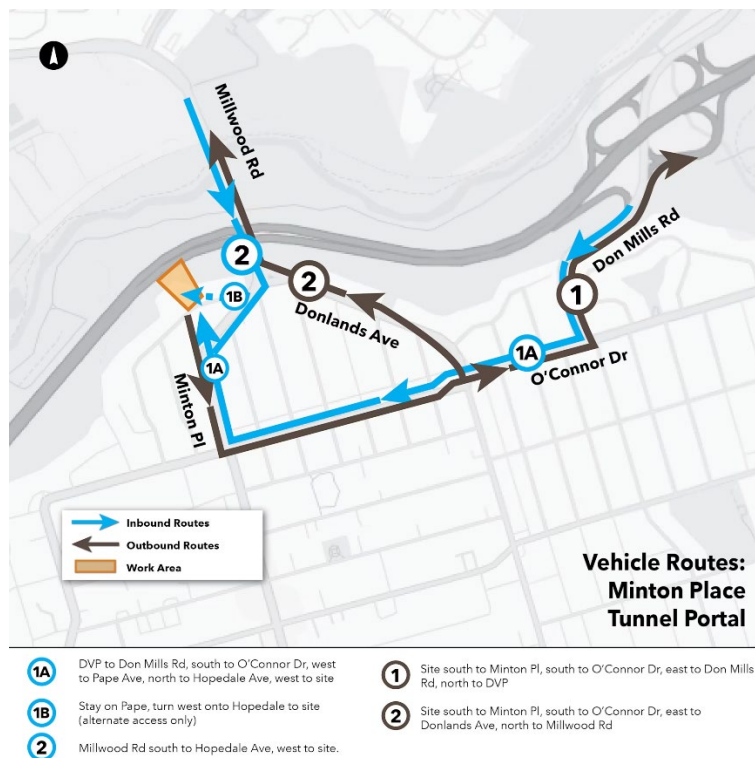 Millwood Rd
2
1B
2
Donlands Ave
Don Mills Rd
1
1A
O'Connor Dr
1A
Minton Pl
Inbound Routes
Outbound Routes
Work Area
Vehicle Routes:
Minton Place
Tunnel Portal
1A
DVP to Don Mills Rd, south to O'Connor Dr, west
to Pape Ave, north to Hopedale Ave, west to site
1B
Stay on Pape, turn west onto Hopedale to site
(alternate access only)
2
Millwood Rd south to Hopedale Ave, west to site.
1
Site south to Minton Pl, south to O'Connor Dr, east to Don Mills
Rd, north to DVP
2
Site south to Minton Pl, south to O'Connor Dr, east to
Donlands Ave, north to Millwood Rd